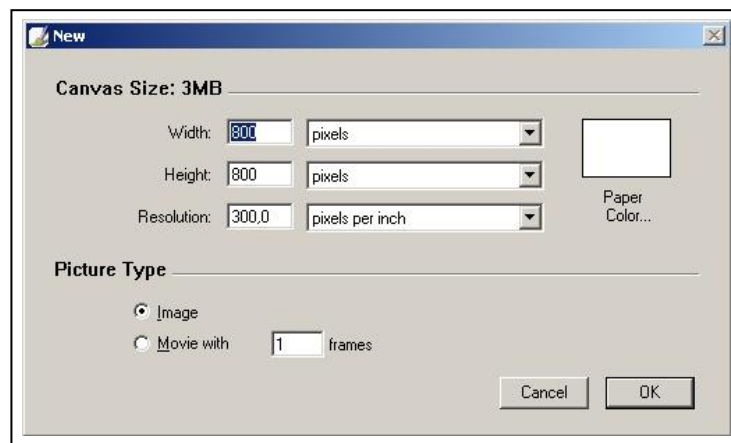 New
Canvas Size: 3MB
Width: 800 pixels
Height: 800 pixels
Resolution: 300,0 pixels per inch
Paper
Color...
Picture Type
Image
Movie with 1 frames
Cancel OK